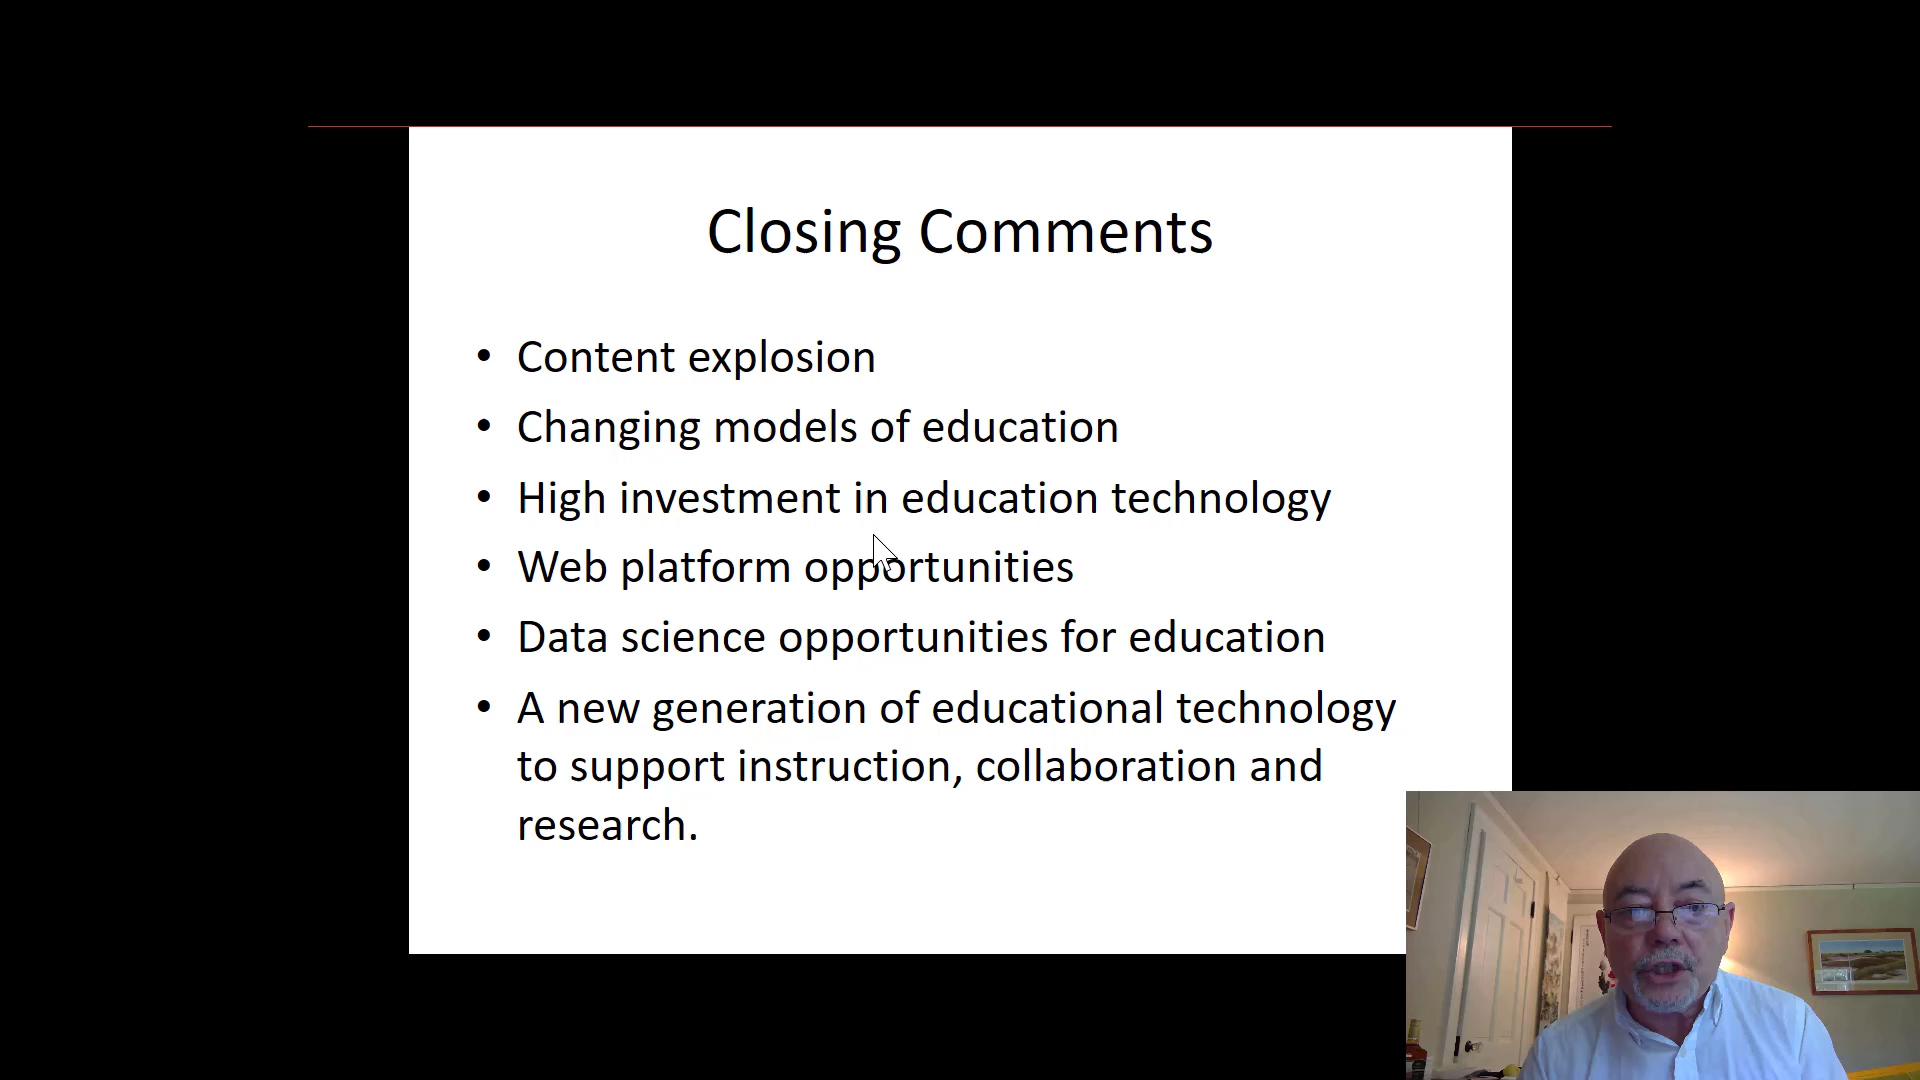 Closing Comments
• Content explosion
• Changing models of education
• High investment in education technology
• Web platform opportunities
• Data science opportunities for education
• A new generation of educational technology
to support instruction, collaboration and
research.